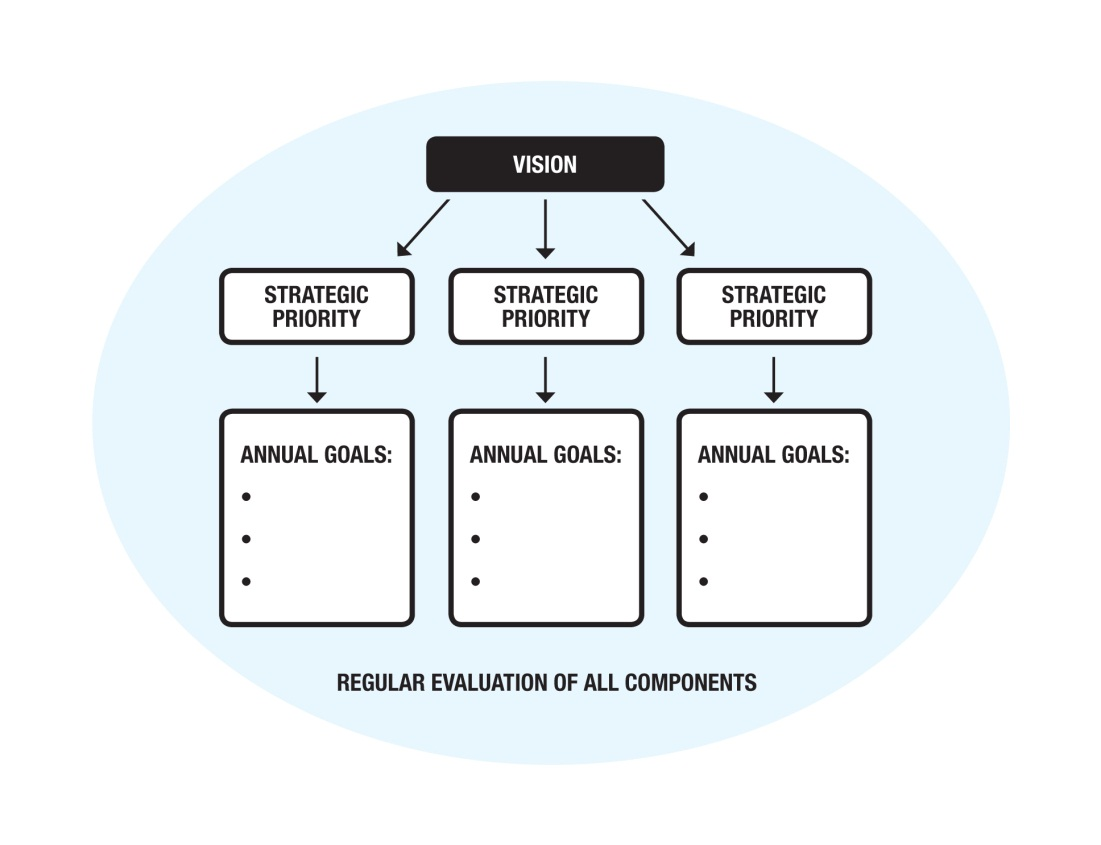 VISION
STRATEGIC
PRIORITY
STRATEGIC
PRIORITY
STRATEGIC
PRIORITY
ANNUAL GOALS:
•
•
•
ANNUAL GOALS:
•
•
•
ANNUAL GOALS:
•
•
•
REGULAR EVALUATION OF ALL COMPONENTS